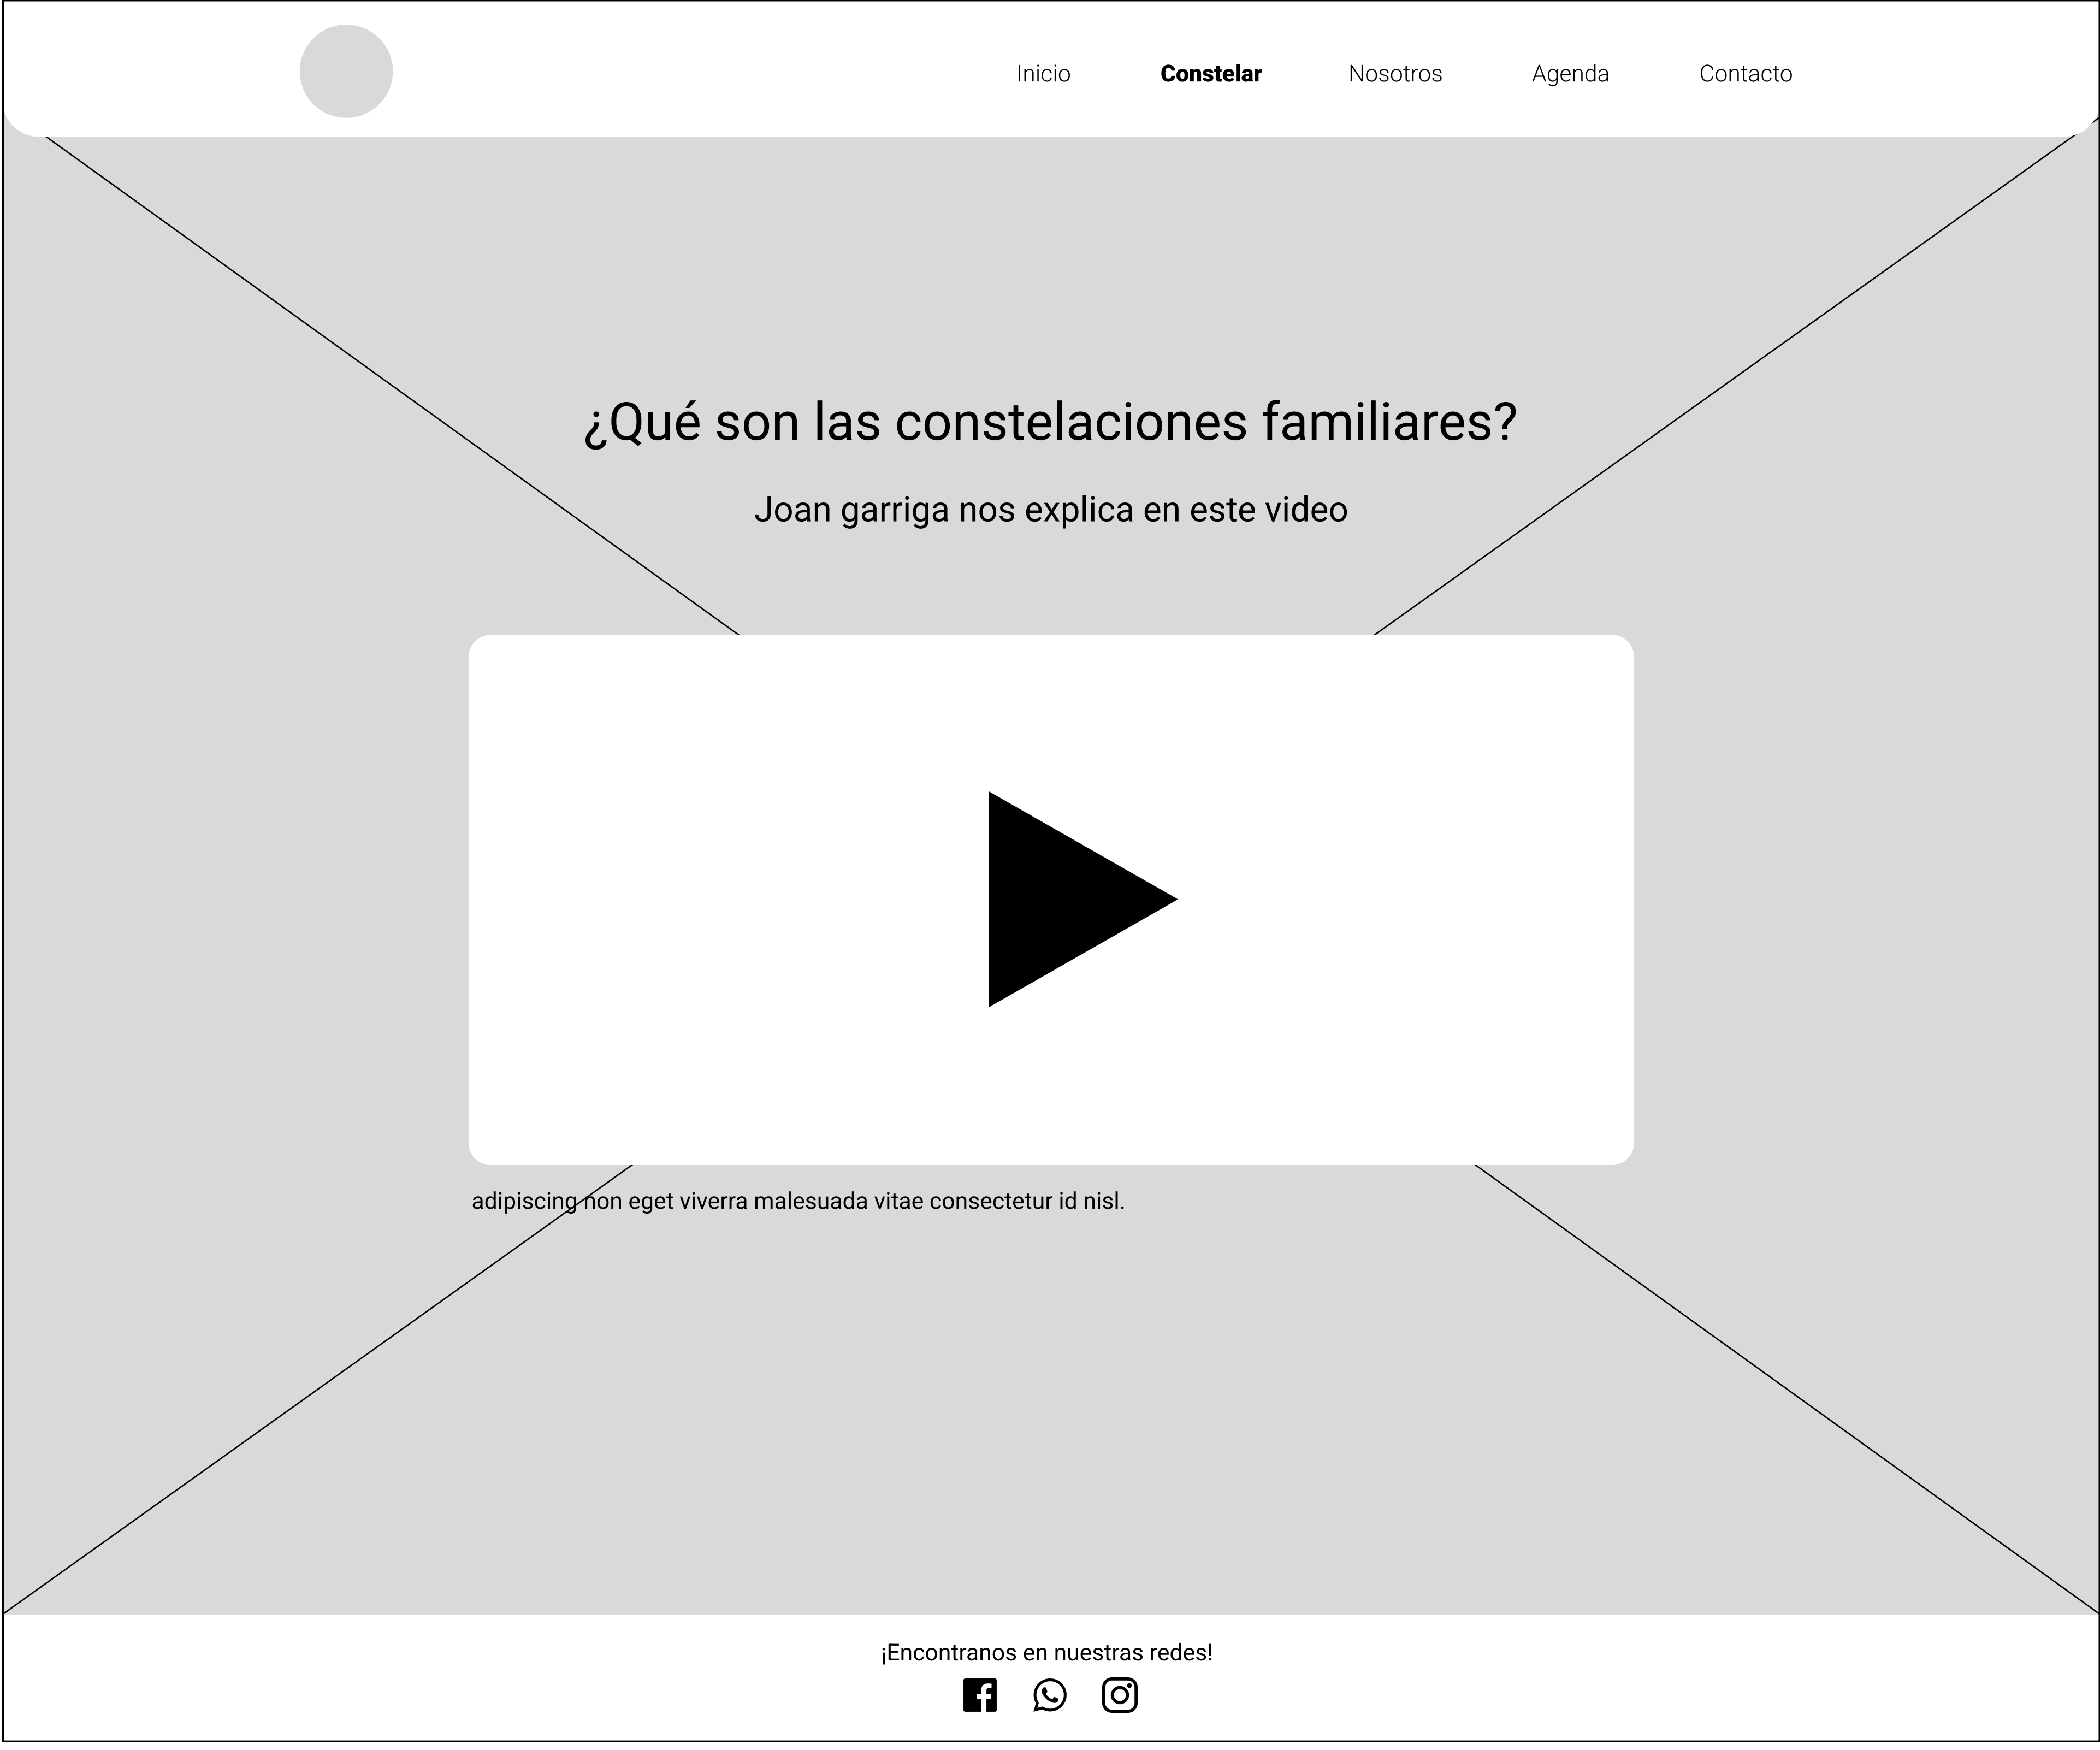 Inicio Constelar Nosotros Agenda Contacto
¿Qué son las constelaciones familiares?
Joan garriga nos explica en este video
adipiscing non eget viverra malesuada vitae consectetur id nisl.
¡Encontranos en nuestras redes!